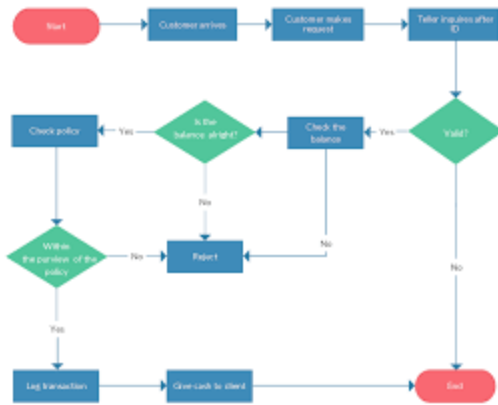 Start
Customer arrives
Customer makes
request
Teller inquires after
ID
Check policy
Yes
Is the
balance alright?
Check the
balance
Yes
Valid?
No
No
Within
the purview of the
policy
No
Reject
No
Yes
Log transaction
Give cash to client
End